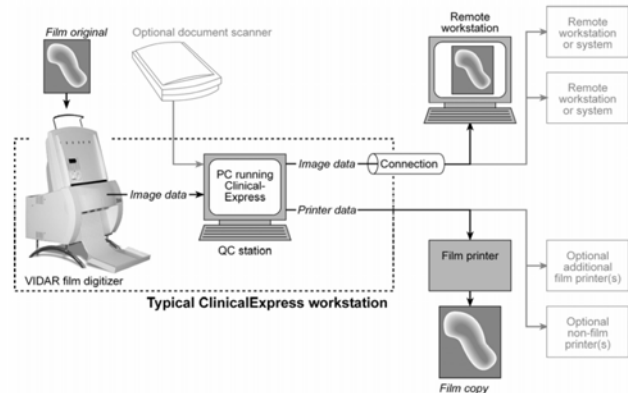 Film original
Optional document scanner
Remote
workstation
Remote
workstation
or system
Remote
workstation
or system
Image data
PC running
Clinical-
Express
Image data
Connection
Printer data
QC station
VIDAR film digitizer
Typical ClinicalExpress workstation
Film printer
Optional
additional
film printer(s)
Optional
non-film
printer(s)
Film copy